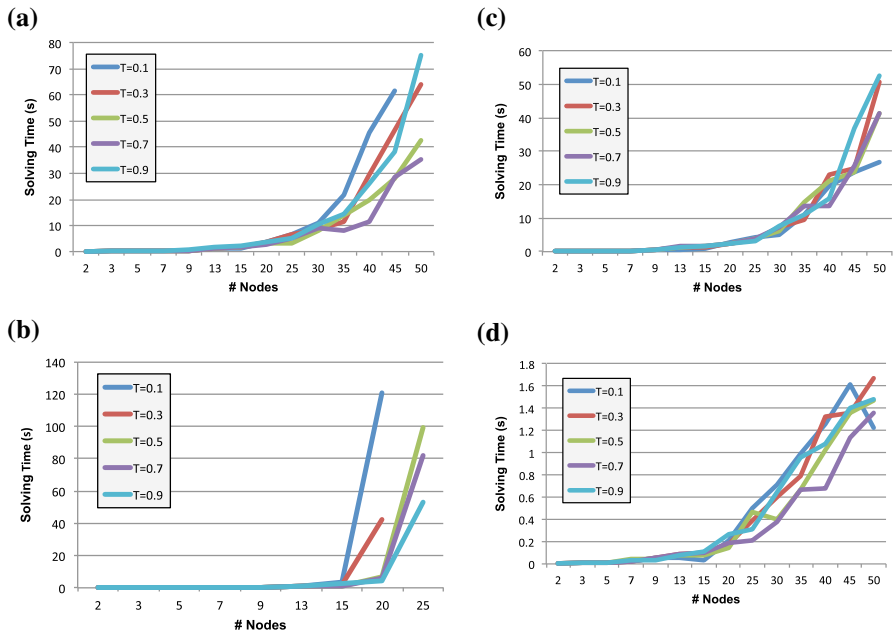 (a)
80
70
60
50
40
30
20
10
0
Solving Time (s)
T=0.1
T=0.3
T=0.5
T=0.7
T=0.9
2 3 5 7 9 13 15 20 25 30 35 40 45 50
# Nodes
(c)
60
50
40
30
20
10
0
Solving Time (s)
T=0.1
T=0.3
T=0.5
T=0.7
T=0.9
2 3 5 7 9 13 15 20 25 30 35 40 45 50
# Nodes
(b)
140
120
100
80
60
40
20
0
Solving Time (s)
T=0.1
T=0.3
T=0.5
T=0.7
T=0.9
2 3 5 7 9 13 15 20 25
# Nodes
(d)
1.8
1.6
1.4
1.2
1
0.8
0.6
0.4
0.2
0
Solving Time (s)
T=0.1
T=0.3
T=0.5
T=0.7
T=0.9
2 3 5 7 9 13 15 20 25 30 35 40 45 50
# Nodes